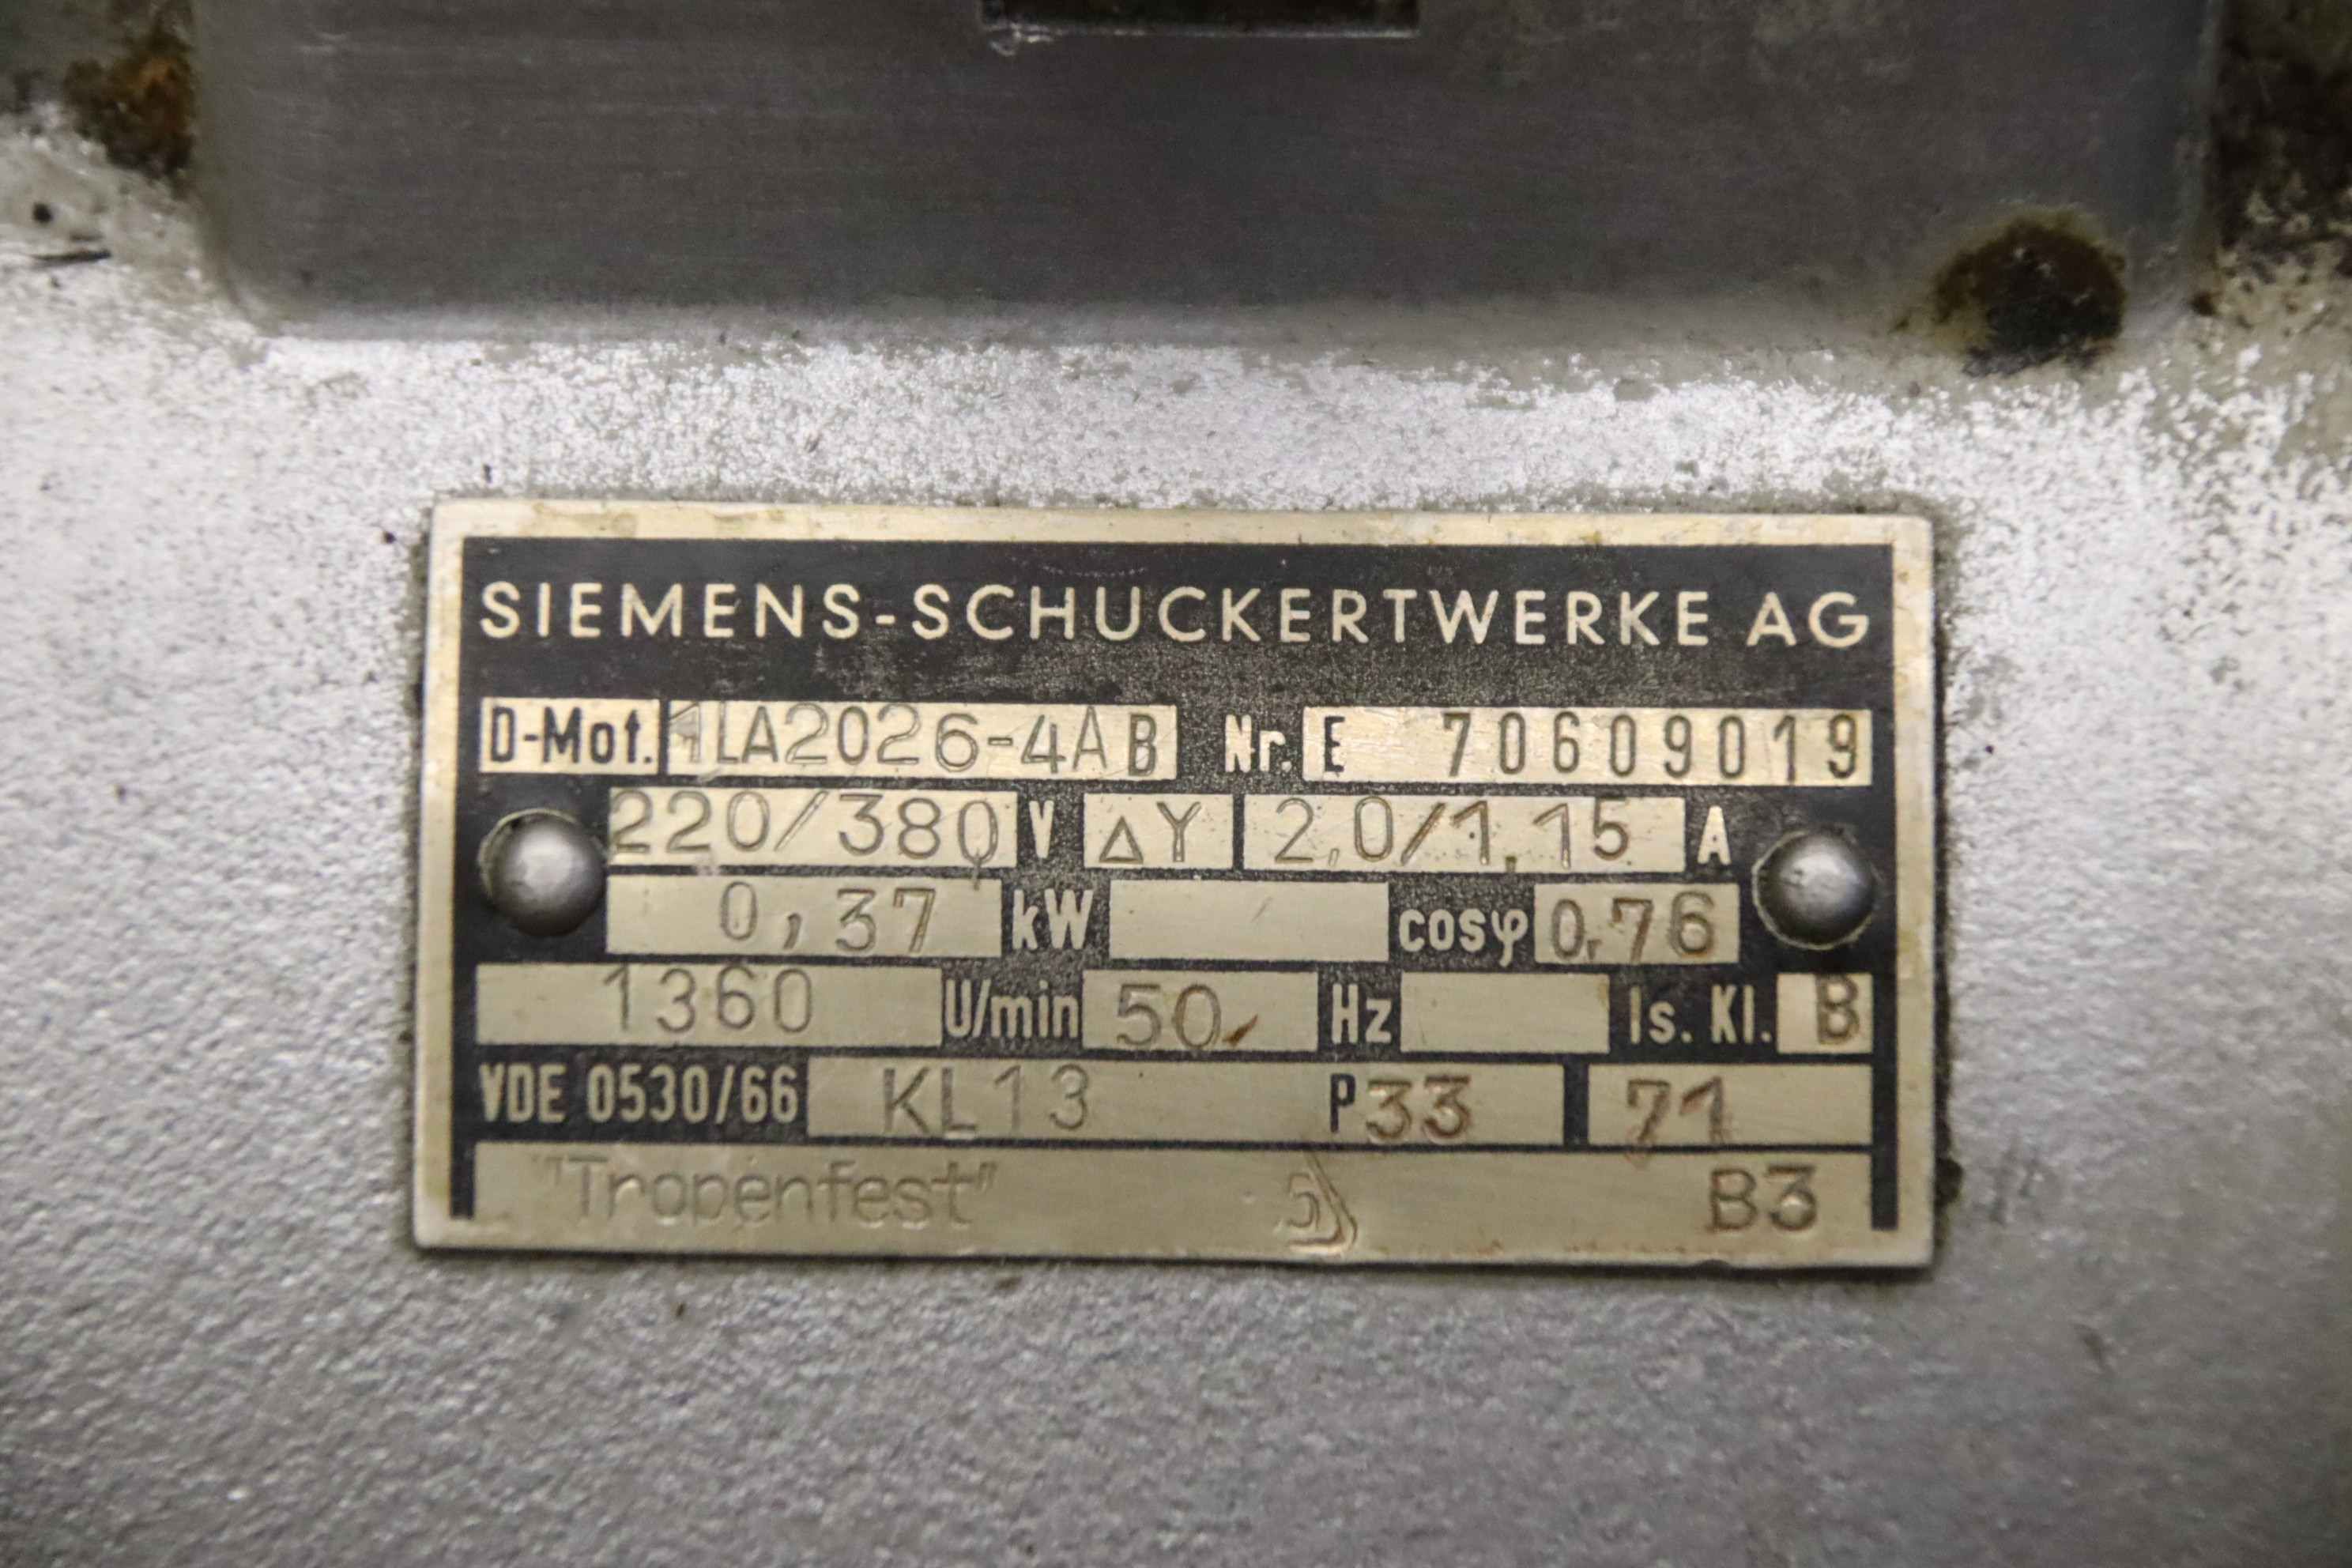 SIEMENS-SCHUCKERTWERKE AG
D-Mot. 1LA2026-4AB Nr. E 70609019
220/380 V ΔY 2,0/1,15 A
0,37 kW cosφ 0,76
1360 U/min 50 Hz Is. Kl. B
VDE 0530/66 KL13 P33 71
"Tropenfest" B3